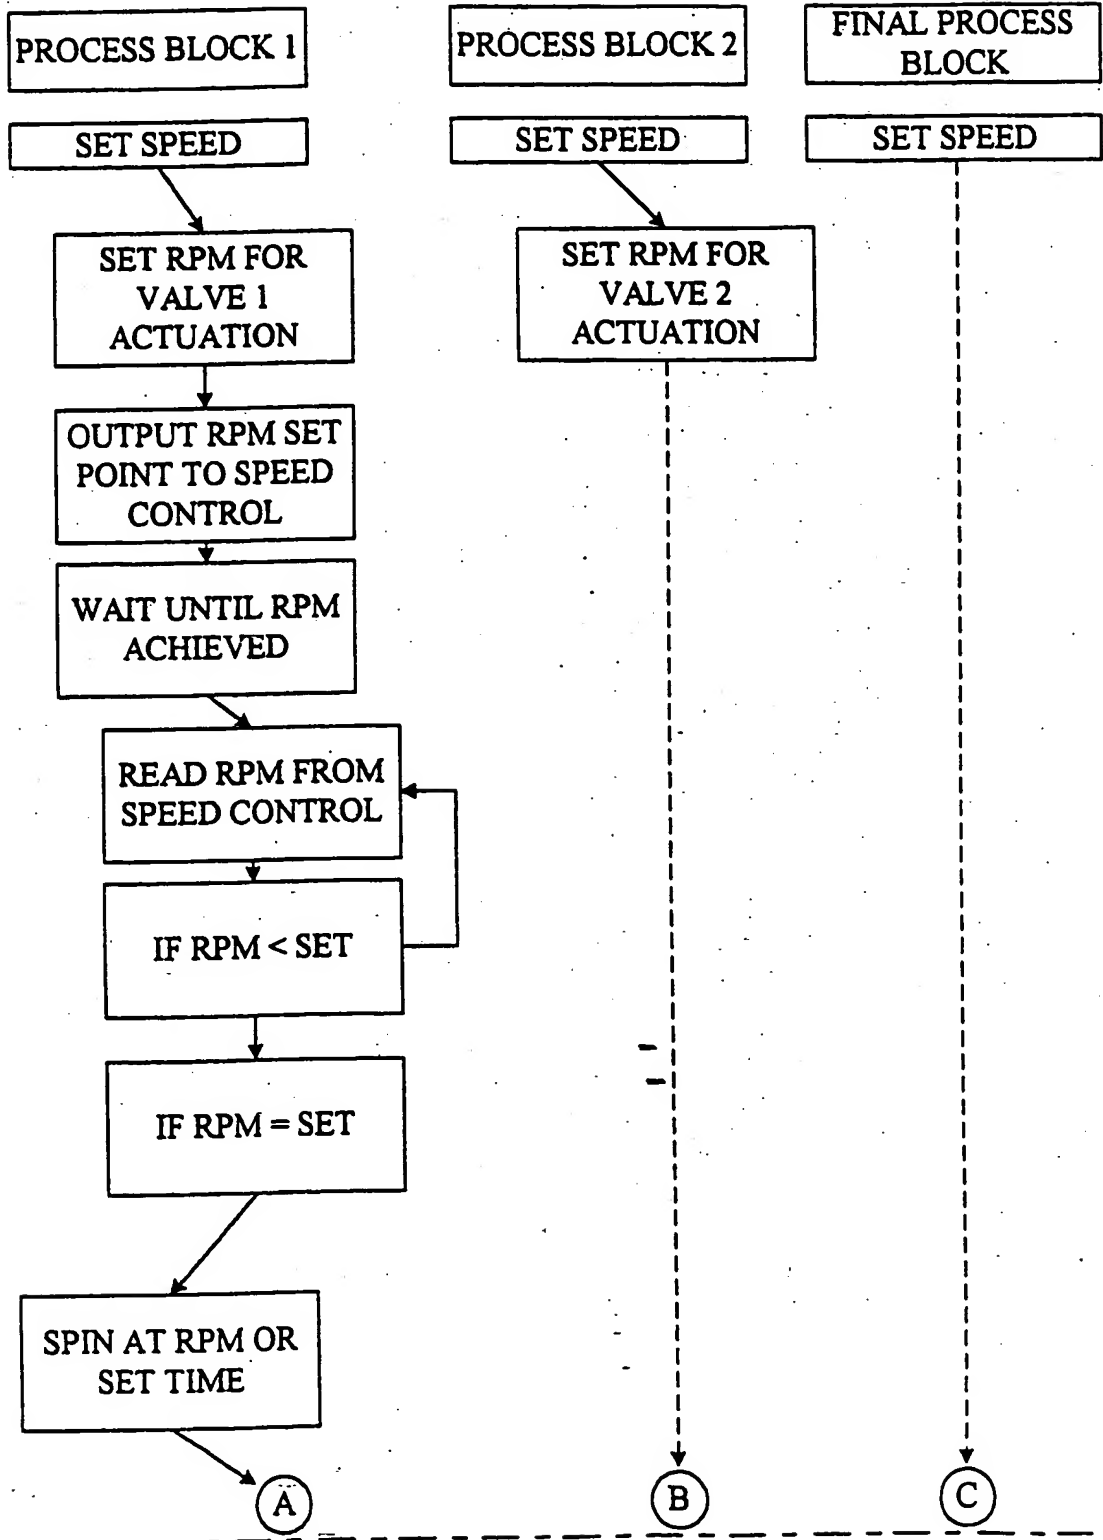 PROCESS BLOCK 1
SET SPEED
SET RPM FOR
VALVE 1
ACTUATION
OUTPUT RPM SET
POINT TO SPEED
CONTROL
WAIT UNTIL RPM
ACHIEVED
READ RPM FROM
SPEED CONTROL
IF RPM < SET
IF RPM = SET
SPIN AT RPM OR
SET TIME
A
PROCESS BLOCK 2
SET SPEED
SET RPM FOR
VALVE 2
ACTUATION
B
FINAL PROCESS
BLOCK
SET SPEED
C